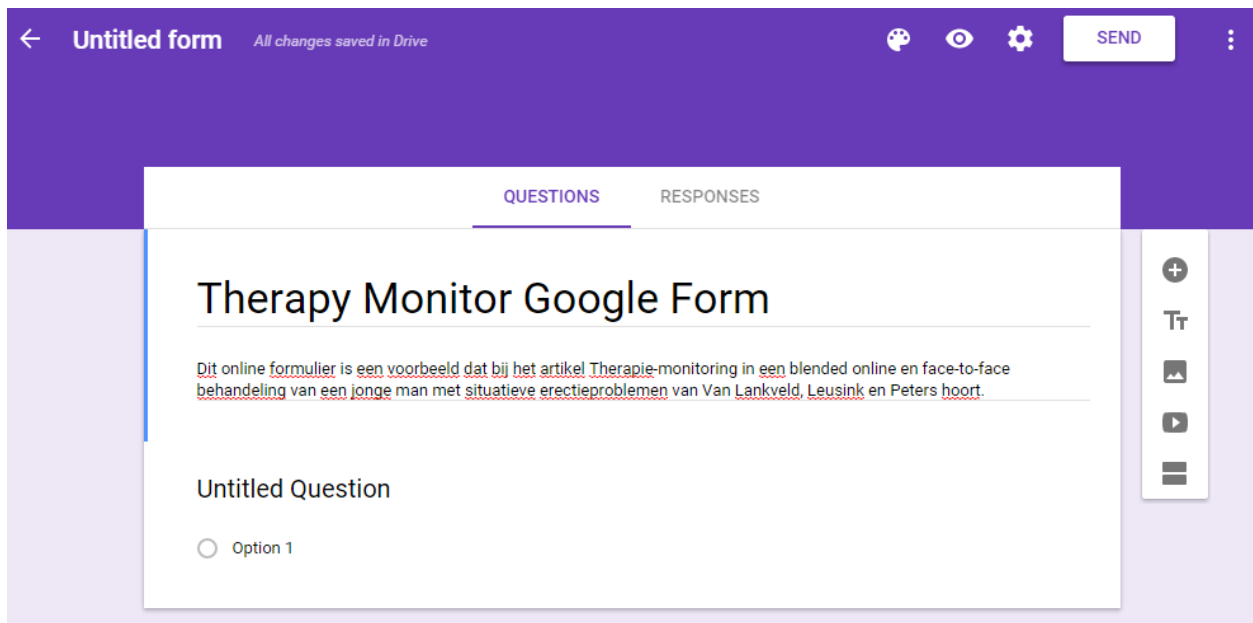 Untitled form All changes saved in Drive SEND
QUESTIONS RESPONSES
Therapy Monitor Google Form
Dit online formulier is een voorbeeld dat bij het artikel Therapie-monitoring in een blended online en face-to-face
behandeling van een jonge man met situatieve erectieproblemen van Van Lankveld, Leusink en Peters hoort.
Untitled Question
Option 1